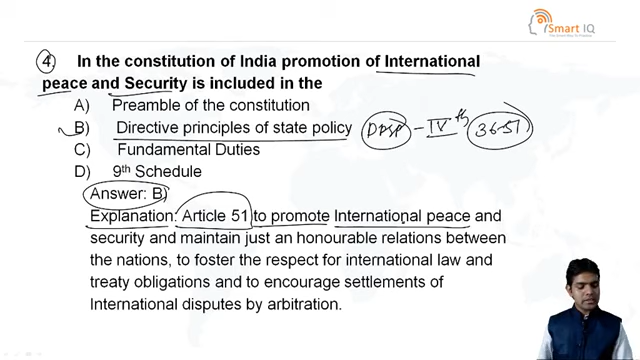 Smart IQ
4. In the constitution of India promotion of International
peace and Security is included in the
A) Preamble of the constitution
B) Directive principles of state policy DPSP - IVth 36-51
C) Fundamental Duties
D) 9th Schedule
Answer: B)
Explanation: Article 51 to promote International peace and
security and maintain just an honourable relations between
the nations, to foster the respect for international law and
treaty obligations and to encourage settlements of
International disputes by arbitration.